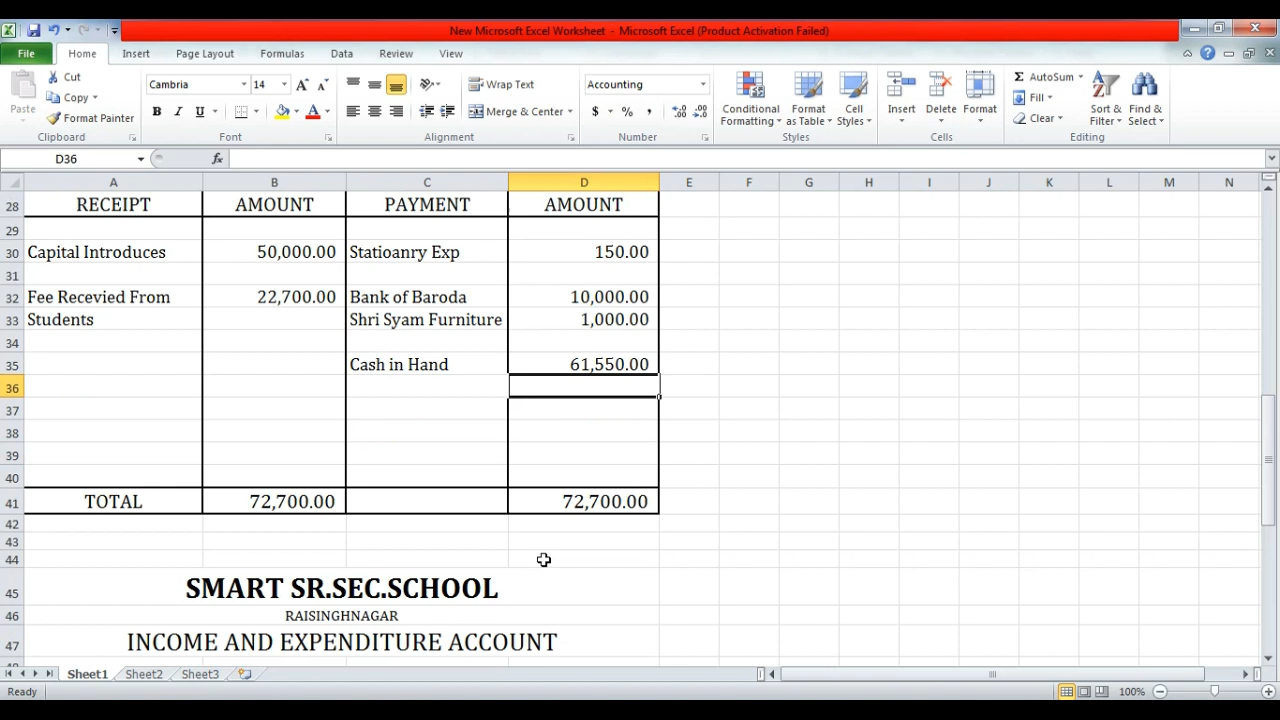 New Microsoft Excel Worksheet - Microsoft Excel (Product Activation Failed)
File Home Insert Page Layout Formulas Data Review View
Paste Cut Copy Format Painter
Clipboard
Cambria 14
B I U A
Font
Wrap Text
Merge & Center
Alignment
Accounting
$ % ,
Number
Conditional Formatting Format as Table Cell Styles
Styles
Insert Delete Format
Cells
Σ AutoSum Fill Clear Sort & Filter Find & Select
Editing
D36 fx
A B C D E F G H I J K L M N
28 RECEIPT AMOUNT PAYMENT AMOUNT
29
30 Capital Introduces 50,000.00 Statioanry Exp 150.00
31
32 Fee Recevied From 22,700.00 Bank of Baroda 10,000.00
33 Students Shri Syam Furniture 1,000.00
34
35 Cash in Hand 61,550.00
36
37
38
39
40
41 TOTAL 72,700.00 72,700.00
42
43
44
45 SMART SR.SEC.SCHOOL
46 RAISINGHNAGAR
47 INCOME AND EXPENDITURE ACCOUNT
Sheet1 Sheet2 Sheet3
Ready 100%